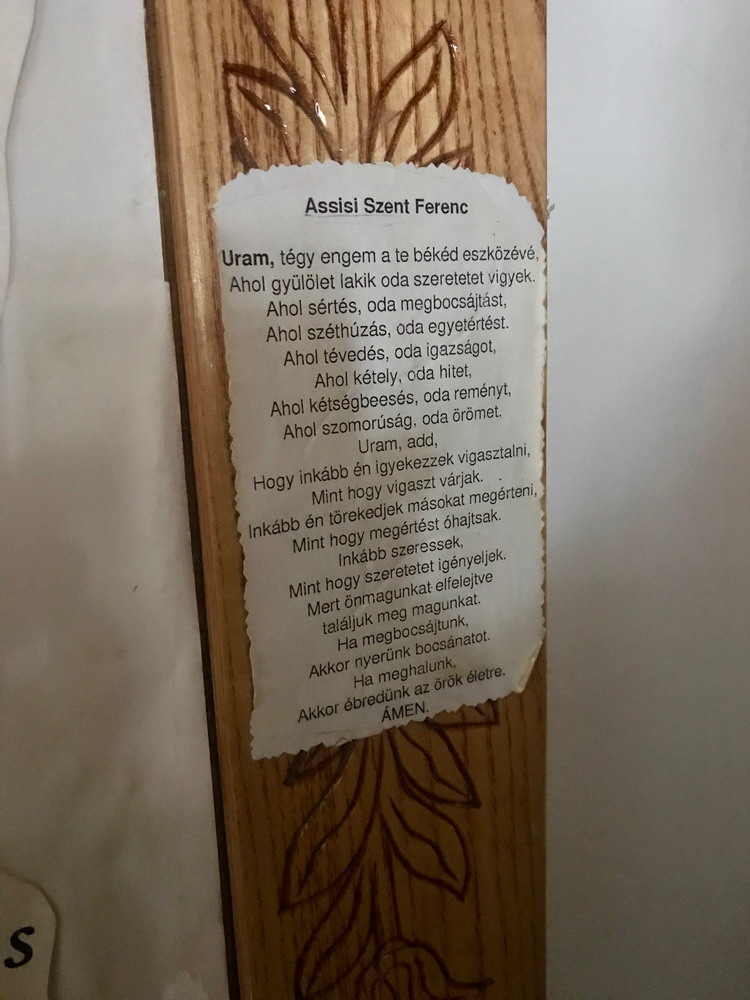 Assisi Szent Ferenc
Uram, tégy engem a te békéd eszközévé,
Ahol gyülölet lakik oda szeretetet vigyek.
Ahol sértés, oda megbocsájtást,
Ahol széthúzás, oda egyetértést.
Ahol tévedés, oda igazságot,
Ahol kétely, oda hitet,
Ahol kétségbeesés, oda reményt,
Ahol szomorúság, oda örömet.
Uram, add,
Hogy inkább én igyekezzek vigasztalni,
Mint hogy vigaszt várjak.
Inkább én törekedjek másokat megérteni,
Mint hogy megértést óhajtsak.
Inkább szeressek,
Mint hogy szeretetet igényeljek.
Mert önmagunkat elfelejtve
találjuk meg magunkat.
Ha megbocsájtunk,
Akkor nyerünk bocsánatot.
Ha meghalunk,
Akkor ébredünk az örök életre.
ÁMEN.
s